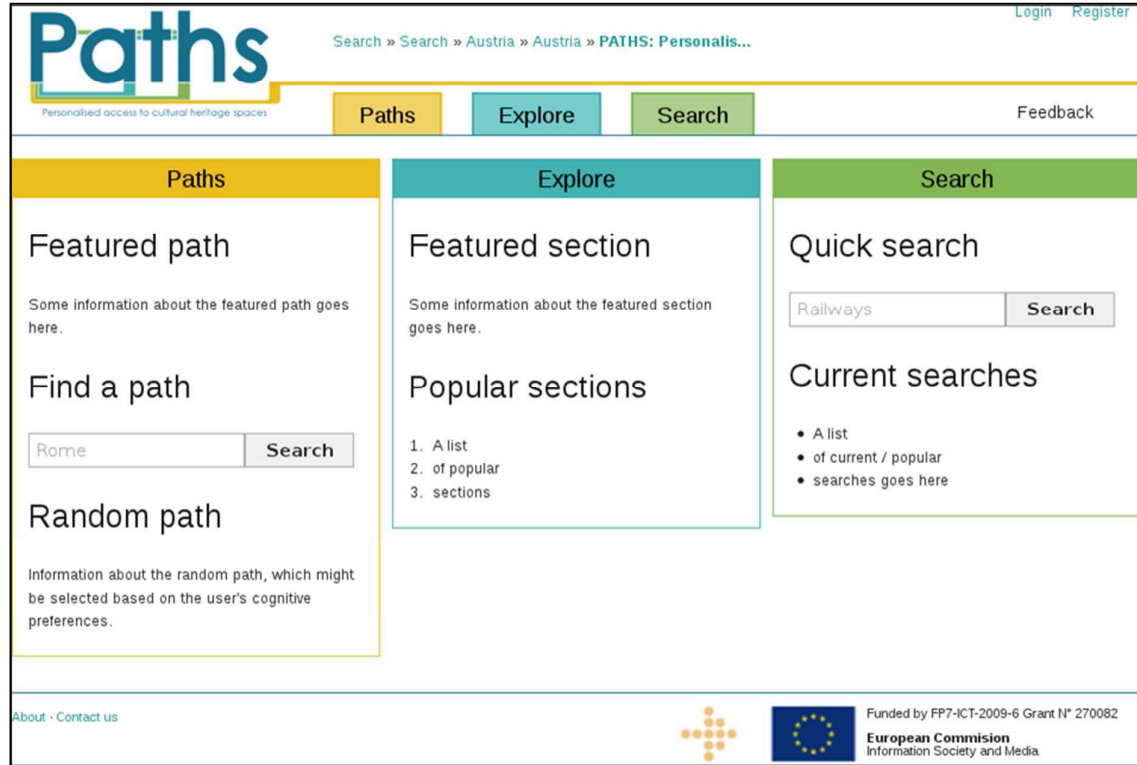 Login Register
Paths
Personalised access to cultural heritage spaces
Search » Search » Austria » Austria » PATHS: Personalis...
Paths Explore Search Feedback
Paths
Featured path
Some information about the featured path goes
here.
Find a path
Rome Search
Random path
Information about the random path, which might
be selected based on the user's cognitive
preferences.
Explore
Featured section
Some information about the featured section
goes here.
Popular sections
1. A list
2. of popular
3. sections
Search
Quick search
Railways Search
Current searches
• A list
• of current / popular
• searches goes here
About · Contact us
Funded by FP7-ICT-2009-6 Grant N° 270082
European Commision
Information Society and Media